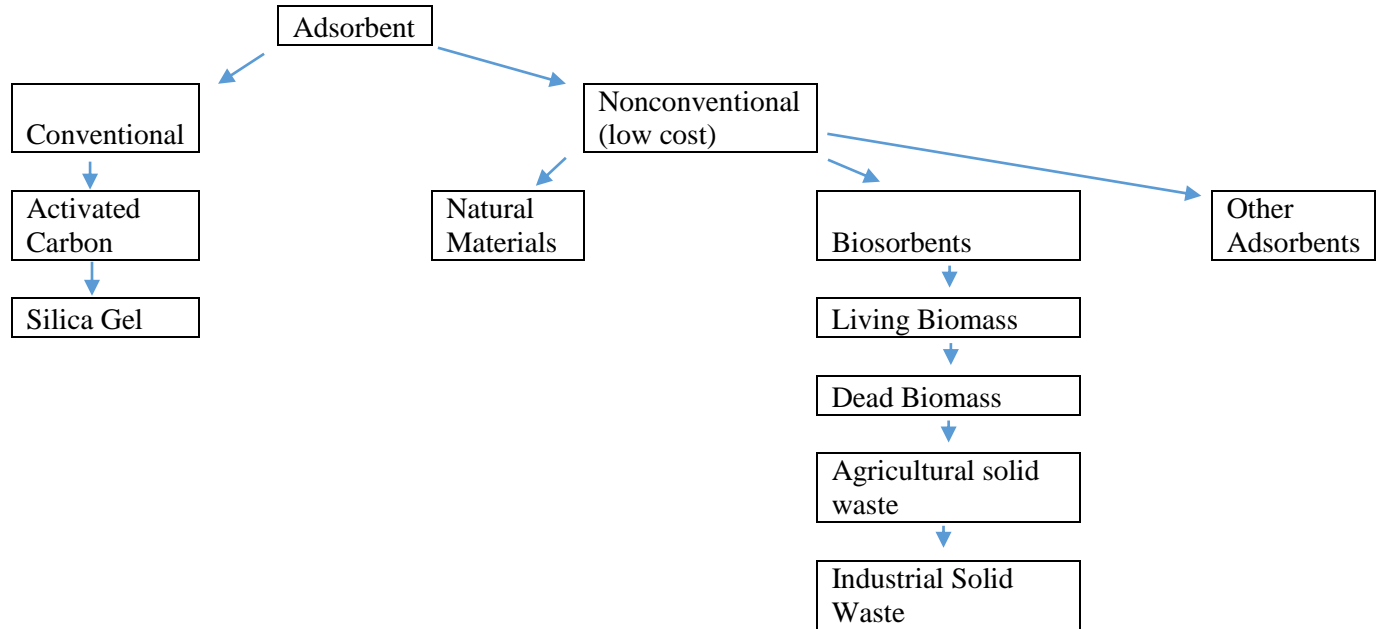 Adsorbent
Conventional
Nonconventional
(low cost)
Activated
Carbon
Natural
Materials
Biosorbents
Other
Adsorbents
Silica Gel
Living Biomass
Dead Biomass
Agricultural solid
waste
Industrial Solid
Waste